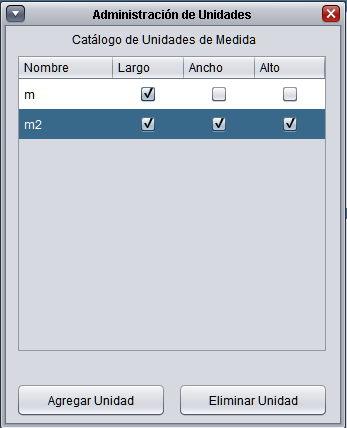 Administración de Unidades
Catálogo de Unidades de Medida
Nombre Largo Ancho Alto
m
m2
Agregar Unidad Eliminar Unidad